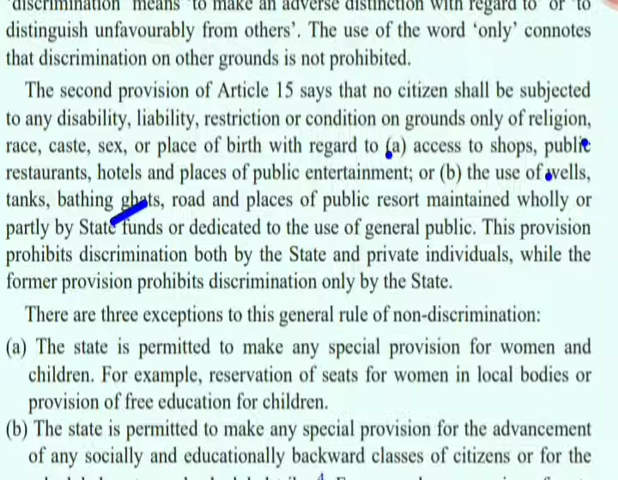 discrimination' means 'to make an adverse distinction with regard to' or 'to
distinguish unfavourably from others'. The use of the word 'only' connotes
that discrimination on other grounds is not prohibited.
The second provision of Article 15 says that no citizen shall be subjected
to any disability, liability, restriction or condition on grounds only of religion,
race, caste, sex, or place of birth with regard to (a) access to shops, public
restaurants, hotels and places of public entertainment; or (b) the use of wells,
tanks, bathing ghats, road and places of public resort maintained wholly or
partly by State funds or dedicated to the use of general public. This provision
prohibits discrimination both by the State and private individuals, while the
former provision prohibits discrimination only by the State.
There are three exceptions to this general rule of non-discrimination:
(a) The state is permitted to make any special provision for women and
children. For example, reservation of seats for women in local bodies or
provision of free education for children.
(b) The state is permitted to make any special provision for the advancement
of any socially and educationally backward classes of citizens or for the